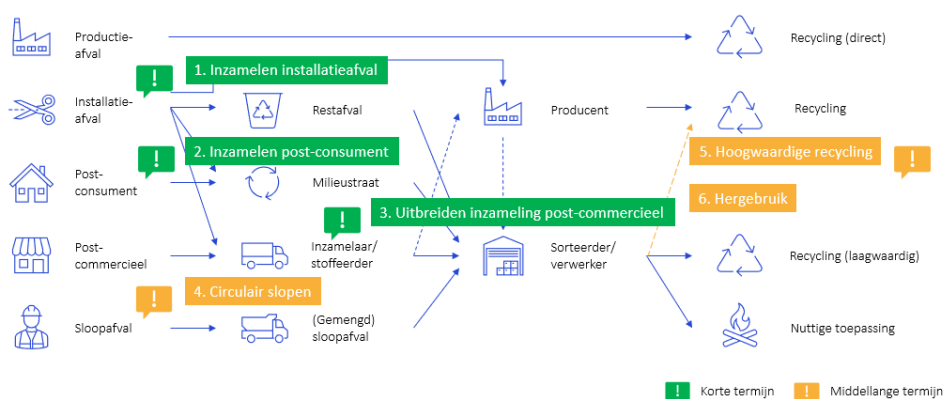 Productie-
afval
Recycling (direct)
1. Inzamelen installatieafval
Installatie-
afval
Restafval
Producent
Recycling
2. Inzamelen post-consument
5. Hoogwaardige recycling
Post-
consument
Milieustraat
6. Hergebruik
3. Uitbreiden inzameling post-commercieel
Post-
commercieel
Inzamelaar/
stoffeerder
Sorteerder/
verwerker
Recycling (laagwaardig)
4. Circulair slopen
Sloopafval
(Gemengd)
sloopafval
Nuttige toepassing
Korte termijn
Middellange termijn